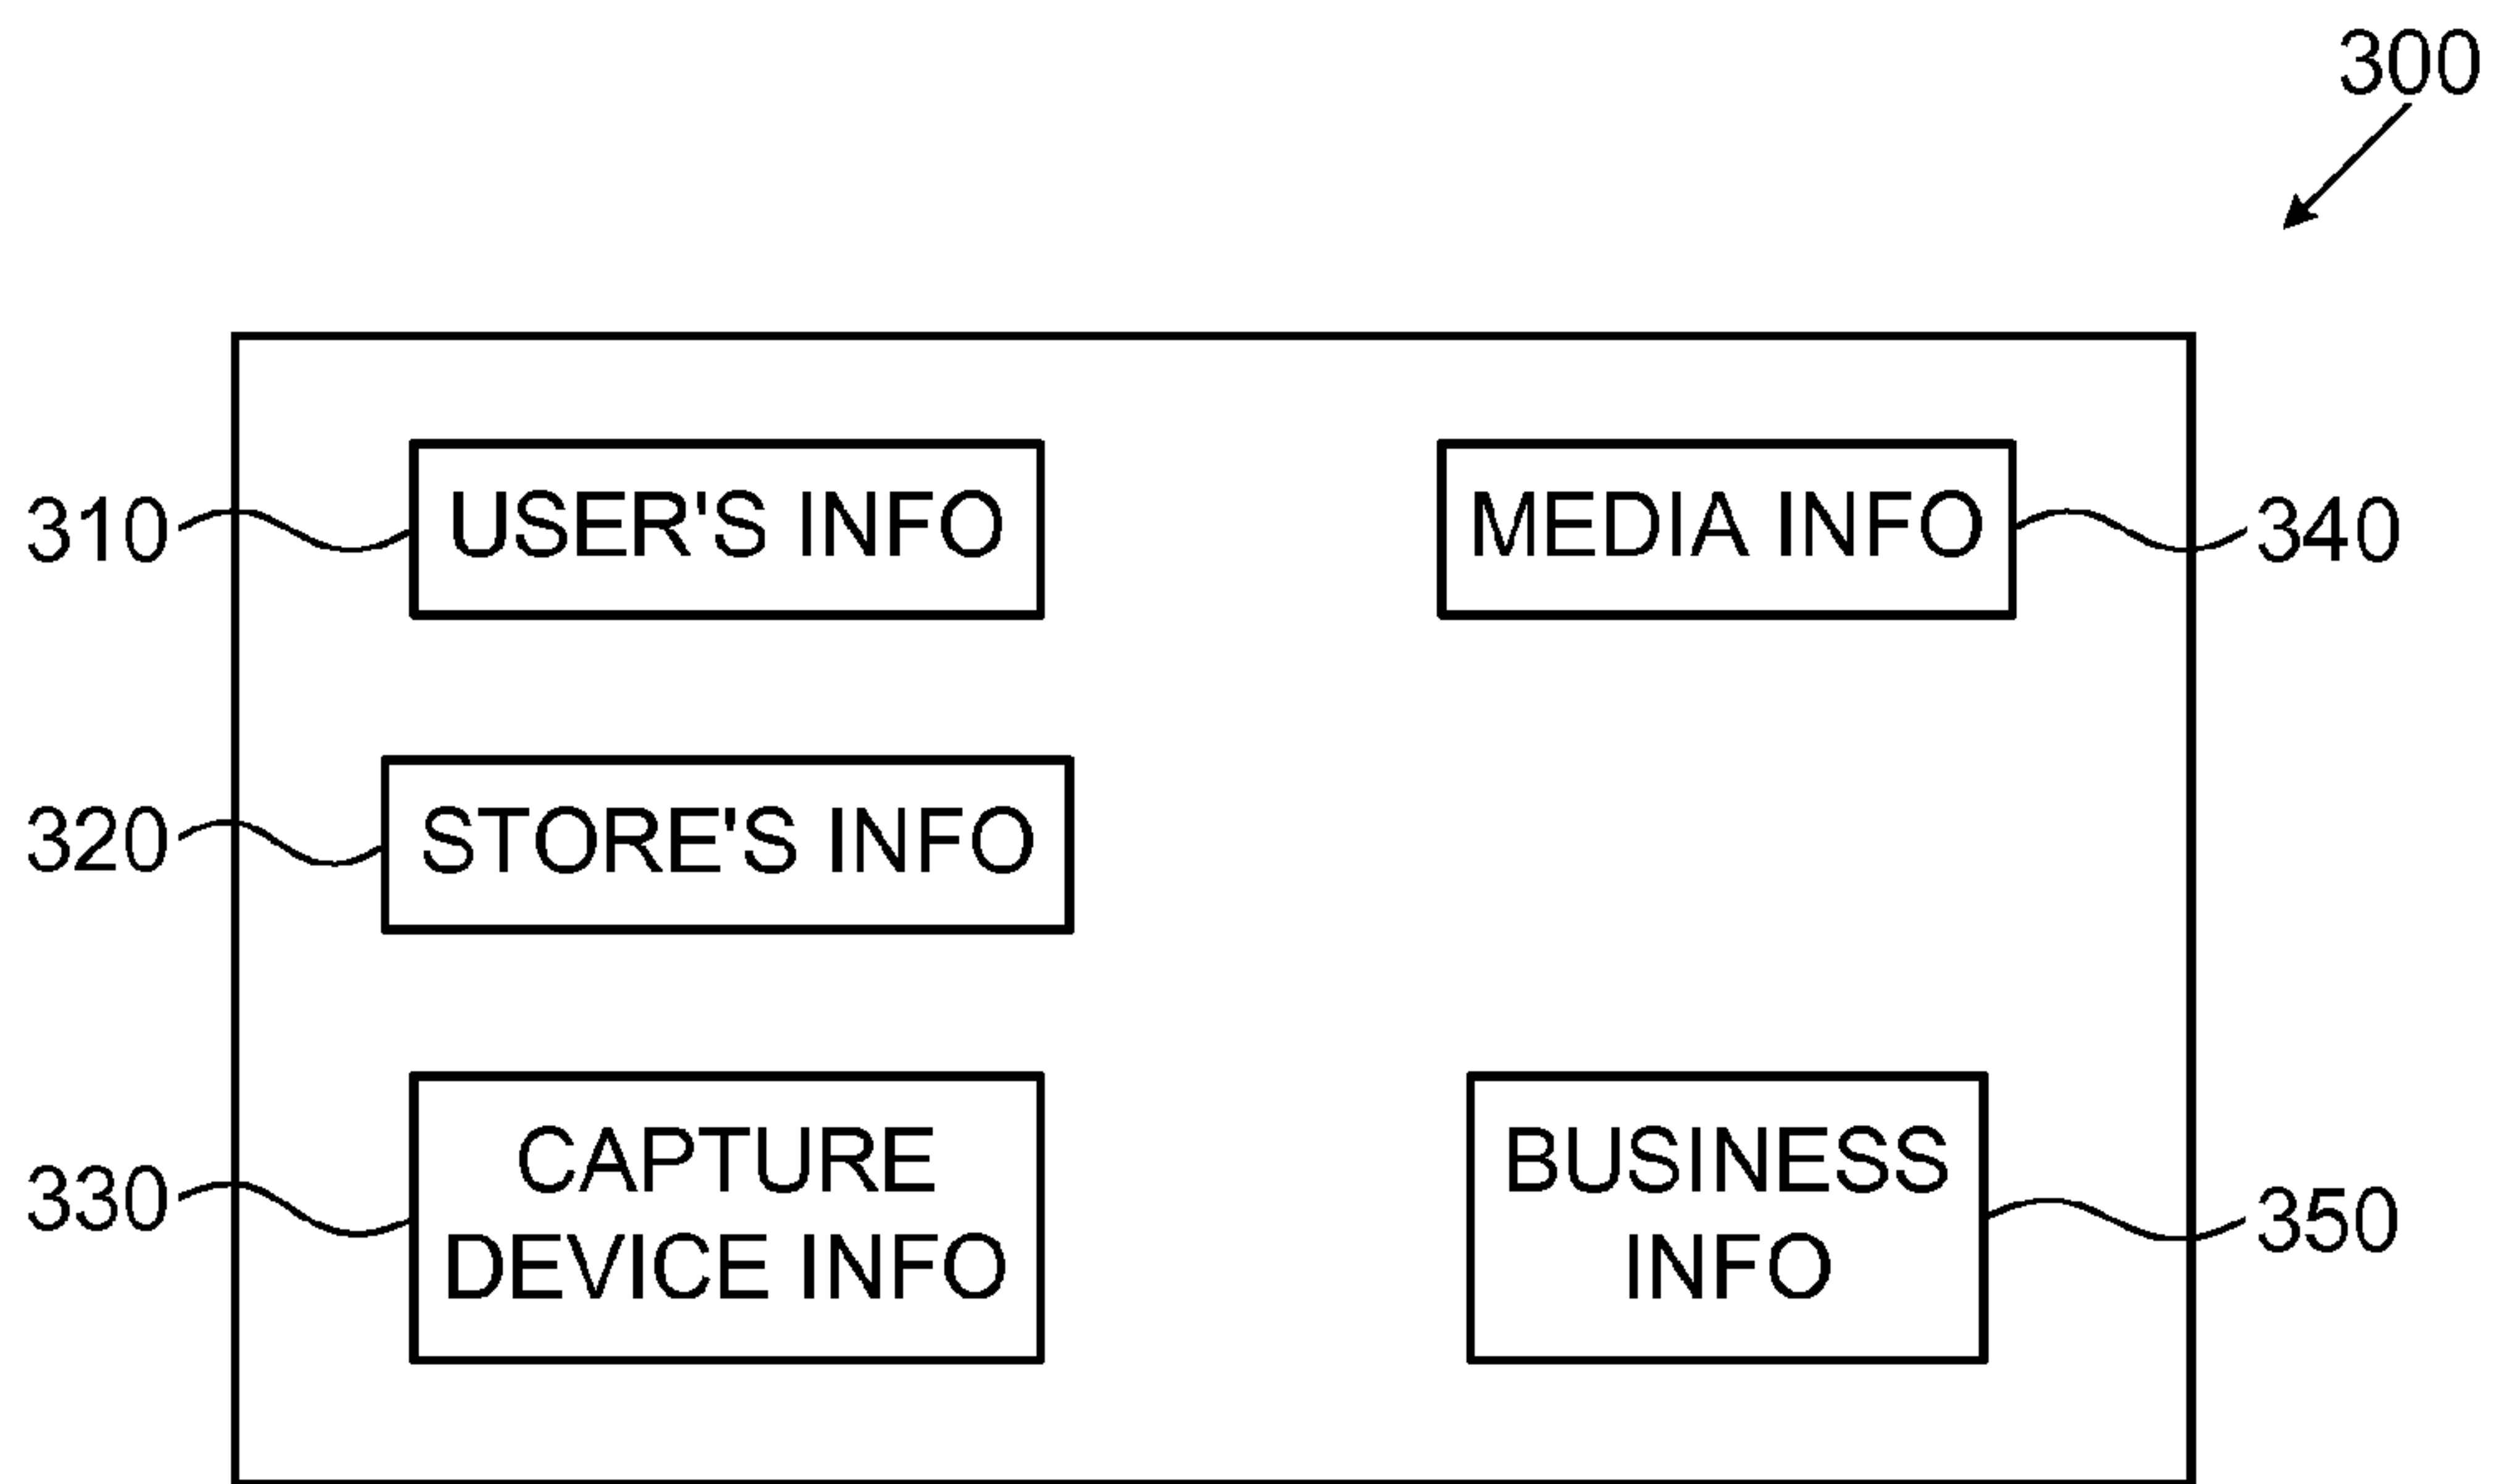 300
310
USER'S INFO
MEDIA INFO
340
320
STORE'S INFO
330
CAPTURE
DEVICE INFO
BUSINESS
INFO
350